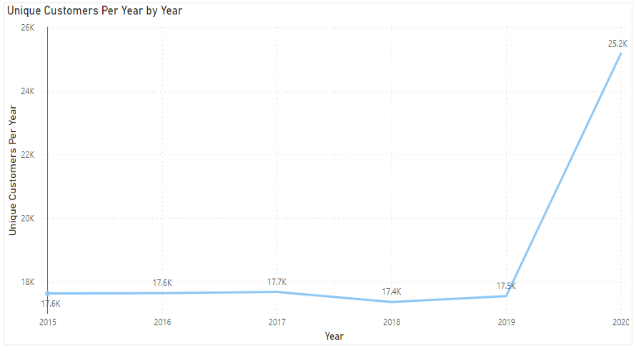 Unique Customers Per Year by Year
26K
25.2K
24K
22K
20K
18K
17.6K
17.6K
17.7K
17.4K
17.5K
Unique Customers Per Year
2015
2016
2017
2018
2019
2020
Year